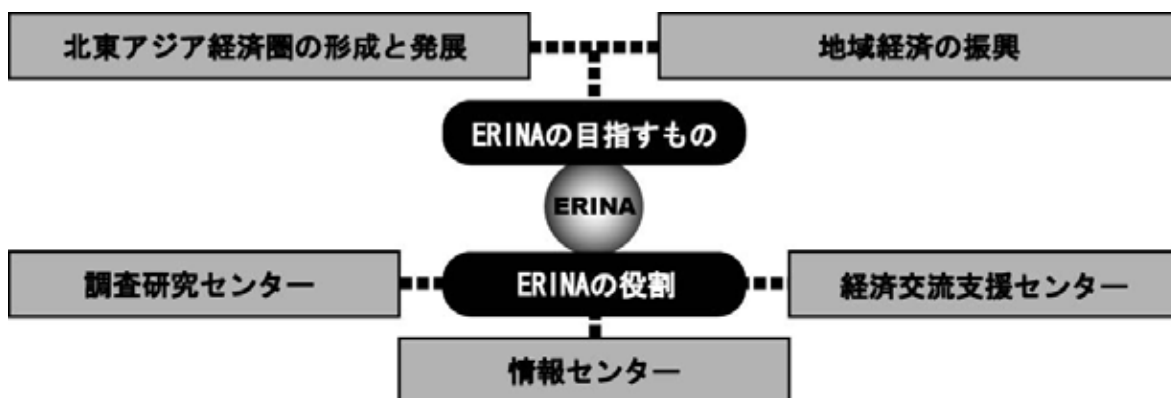 北東アジア経済圏の形成と発展
地域経済の振興
ERINAの目指すもの
ERINA
調査研究センター
ERINAの役割
経済交流支援センター
情報センター